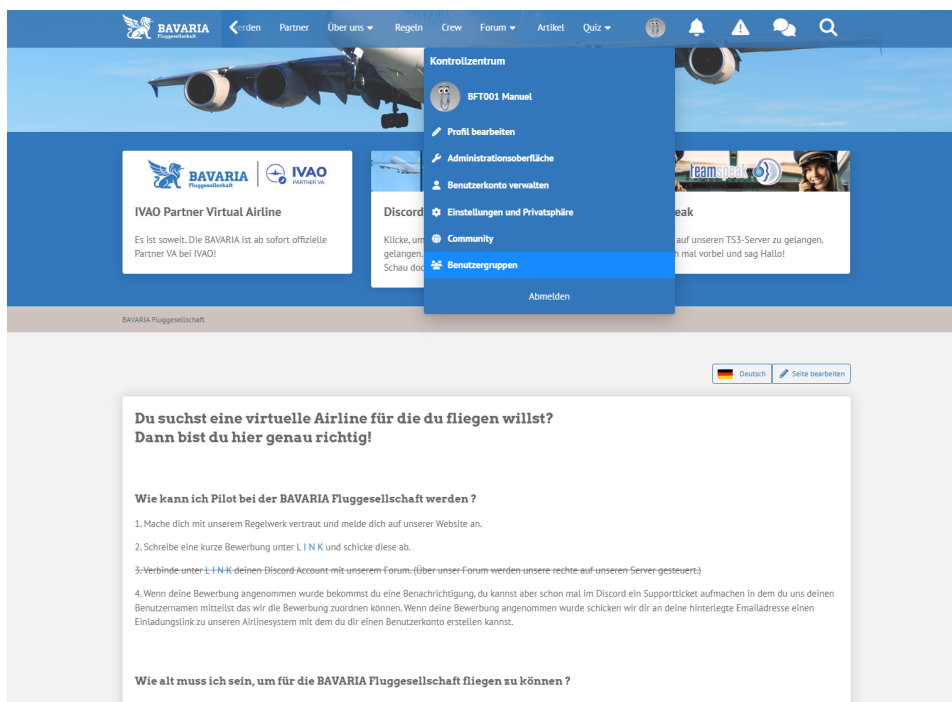 BAVARIA
Fluggesellschaft
erden Partner Über uns Regeln Crew Forum Artikel Quiz
Kontrollzentrum
BFT001 Manuel
Profil bearbeiten
Administrationsoberfläche
Benutzerkonto verwalten
Einstellungen und Privatsphäre
Community
Benutzergruppen
Abmelden
BAVARIA
Fluggesellschaft
IVAO
PARTNER VA
IVAO Partner Virtual Airline
Es ist soweit. Die BAVARIA ist ab sofort offizielle
Partner VA bei IVAO!
Discord
Klicke, um
gelangen.
Schau doc
teamspeak
eak
auf unseren TS3-Server zu gelangen.
h mal vorbei und sag Hallo!
BAVARIA Fluggesellschaft
Deutsch Seite bearbeiten
Du suchst eine virtuelle Airline für die du fliegen willst?
Dann bist du hier genau richtig!
Wie kann ich Pilot bei der BAVARIA Fluggesellschaft werden ?
1. Mache dich mit unserem Regelwerk vertraut und melde dich auf unserer Website an.
2. Schreibe eine kurze Bewerbung unter L I N K und schicke diese ab.
3. Verbinde unter L I N K deinen Discord Account mit unserem Forum. (Über unser Forum werden unsere rechte auf unseren Server gesteuert.)
4. Wenn deine Bewerbung angenommen wurde bekommst du eine Benachrichtigung, du kannst aber schon mal im Discord ein Supportticket aufmachen in dem du uns deinen
Benutzernamen mitteilst das wir die Bewerbung zuordnen können. Wenn deine Bewerbung angenommen wurde schicken wir dir an deine hinterlegte Emailadresse einen
Einladungslink zu unseren Airlinesystem mit dem du dir einen Benutzerkonto erstellen kannst.
Wie alt muss ich sein, um für die BAVARIA Fluggesellschaft fliegen zu können ?